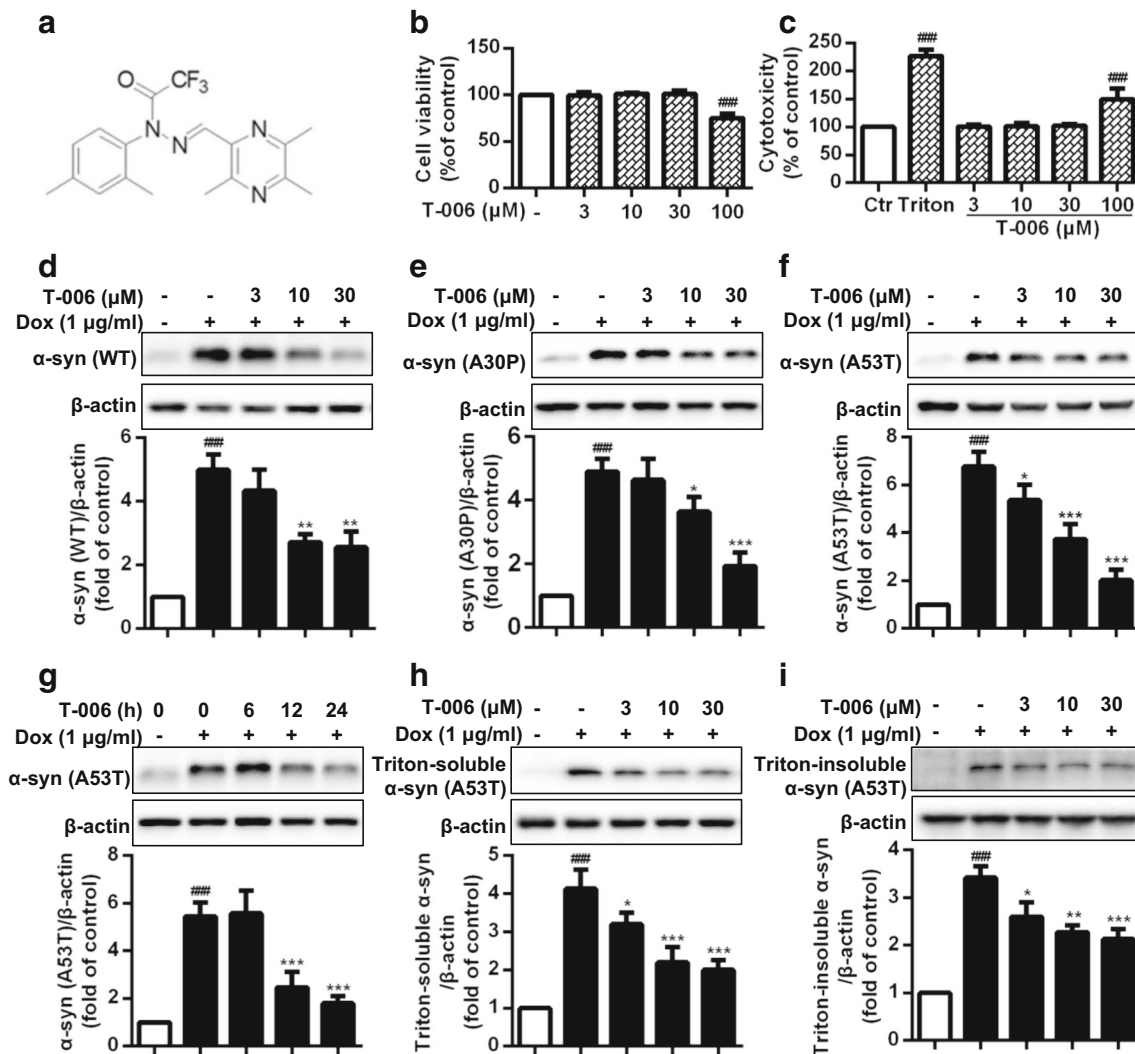 a
O
CF3
N
N
N
N
b
Cell viability
(%of control)
150
100
50
0
###
T-006 (µM) - 3 10 30 100
c
Cytotoxicity
(% of control)
250
200
150
100
50
0
### ###
Ctr Triton 3 10 30 100
T-006 (µM)
d
T-006 (µM) - - 3 10 30
Dox (1 µg/ml) - + + + +
α-syn (WT)
β-actin
α-syn (WT)/β-actin
(fold of control)
6
4
2
0
### ** **
e
T-006 (µM) - - 3 10 30
Dox (1 µg/ml) - + + + +
α-syn (A30P)
β-actin
α-syn (A30P)/β-actin
(fold of control)
6
4
2
0
### * ***
f
T-006 (µM) - - 3 10 30
Dox (1 µg/ml) - + + + +
α-syn (A53T)
β-actin
α-syn (A53T)/β-actin
(fold of control)
8
6
4
2
0
### * *** ***
g
T-006 (h) 0 0 6 12 24
Dox (1 µg/ml) - + + + +
α-syn (A53T)
β-actin
α-syn (A53T)/β-actin
(fold of control)
8
6
4
2
0
### *** ***
h
T-006 (µM) - - 3 10 30
Dox (1 µg/ml) - + + + +
Triton-soluble
α-syn (A53T)
β-actin
Triton-soluble α-syn
/β-actin
(fold of control)
5
4
3
2
1
0
### * *** ***
i
T-006 (µM) - - 3 10 30
Dox (1 µg/ml) - + + + +
Triton-insoluble
α-syn (A53T)
β-actin
Triton-insoluble α-syn
/β-actin
(fold of control)
4
3
2
1
0
### * ** ***